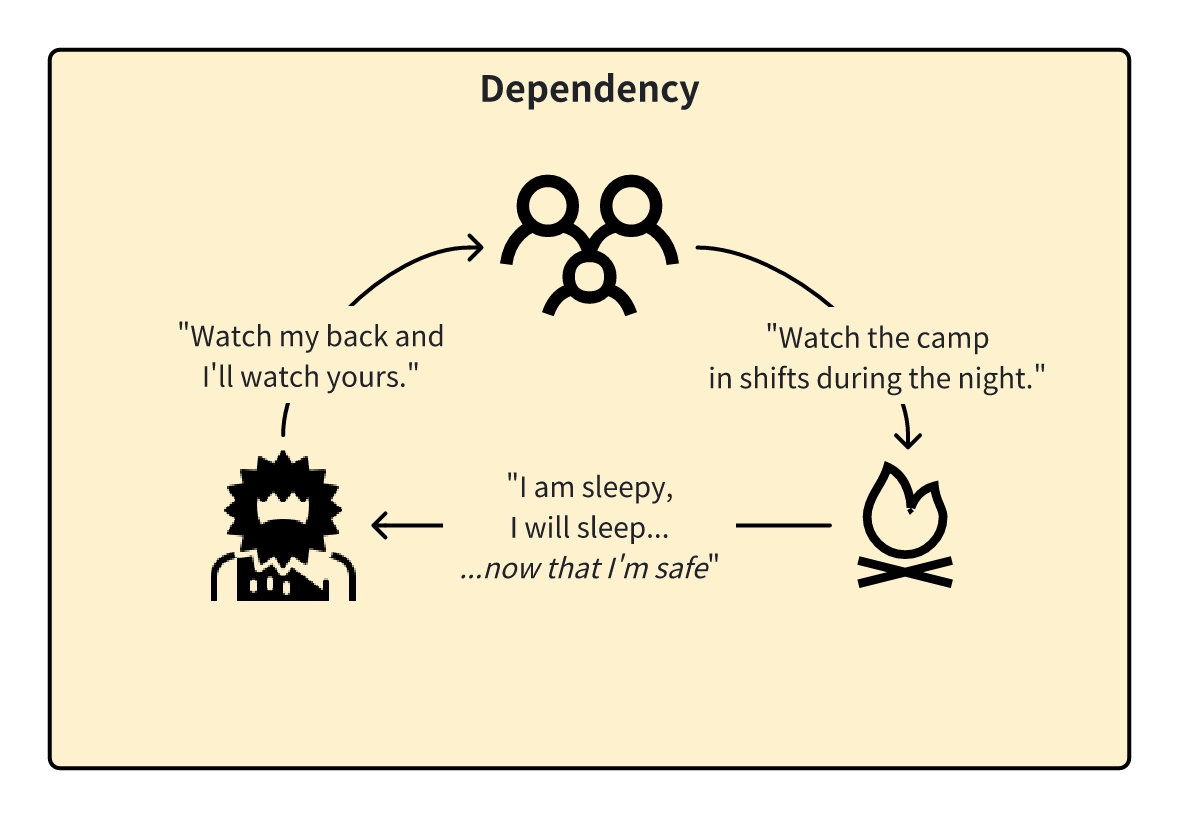 Dependency
"Watch my back and
I'll watch yours."
"Watch the camp
in shifts during the night."
"I am sleepy,
I will sleep...
...now that I'm safe"